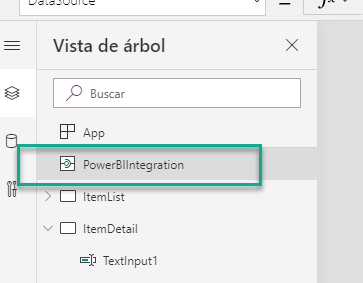 DataSource = fx
Vista de árbol
Buscar
App
PowerBIIntegration
ItemList
ItemDetail
TextInput1